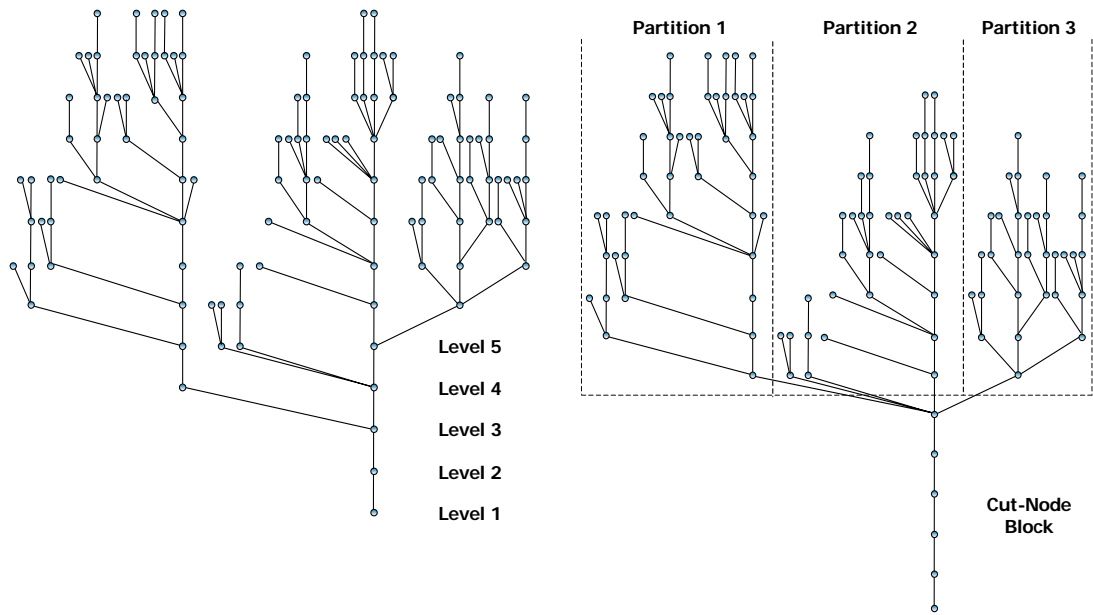 Partition 1
Partition 2
Partition 3
Level 5
Level 4
Level 3
Level 2
Level 1
Cut-Node
Block